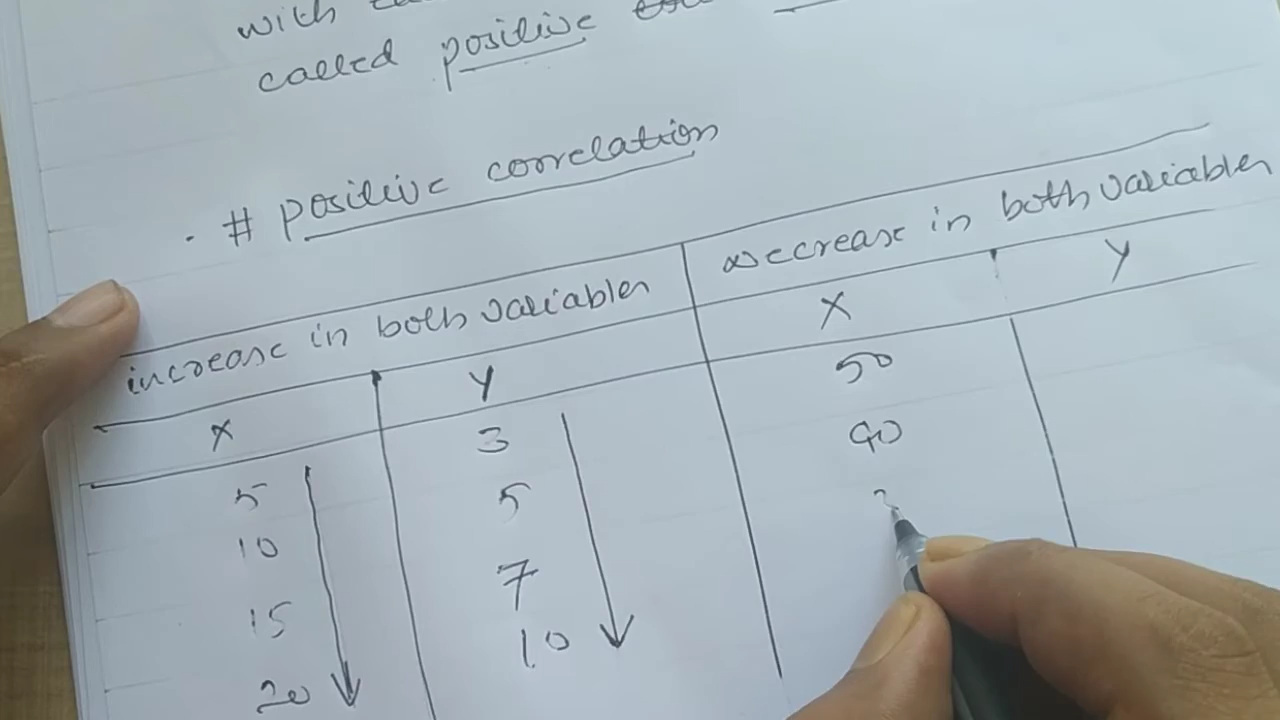 with
called positive
# positive correlation
increase in both variables decrease in both variables
X Y X Y
5 3 50
10 5 40
15 7
20 10